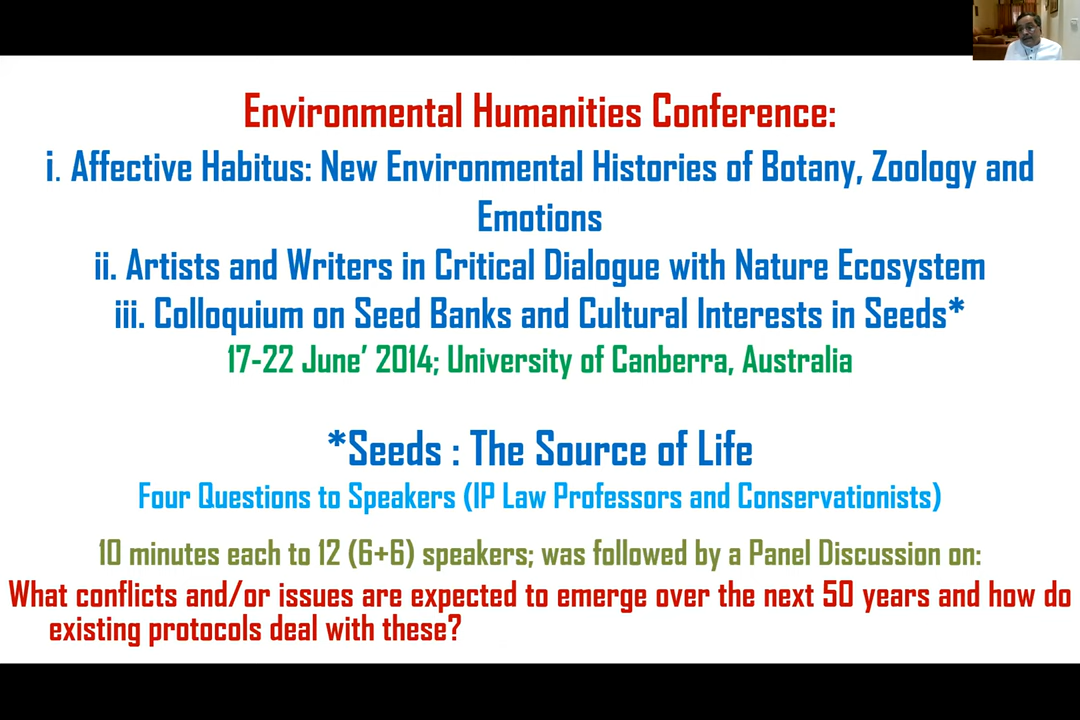 Environmental Humanities Conference:
i. Affective Habitus: New Environmental Histories of Botany, Zoology and
Emotions
ii. Artists and Writers in Critical Dialogue with Nature Ecosystem
iii. Colloquium on Seed Banks and Cultural Interests in Seeds*
17-22 June’ 2014; University of Canberra, Australia
*Seeds : The Source of Life
Four Questions to Speakers (IP Law Professors and Conservationists)
10 minutes each to 12 (6+6) speakers; was followed by a Panel Discussion on:
What conflicts and/or issues are expected to emerge over the next 50 years and how do
existing protocols deal with these?